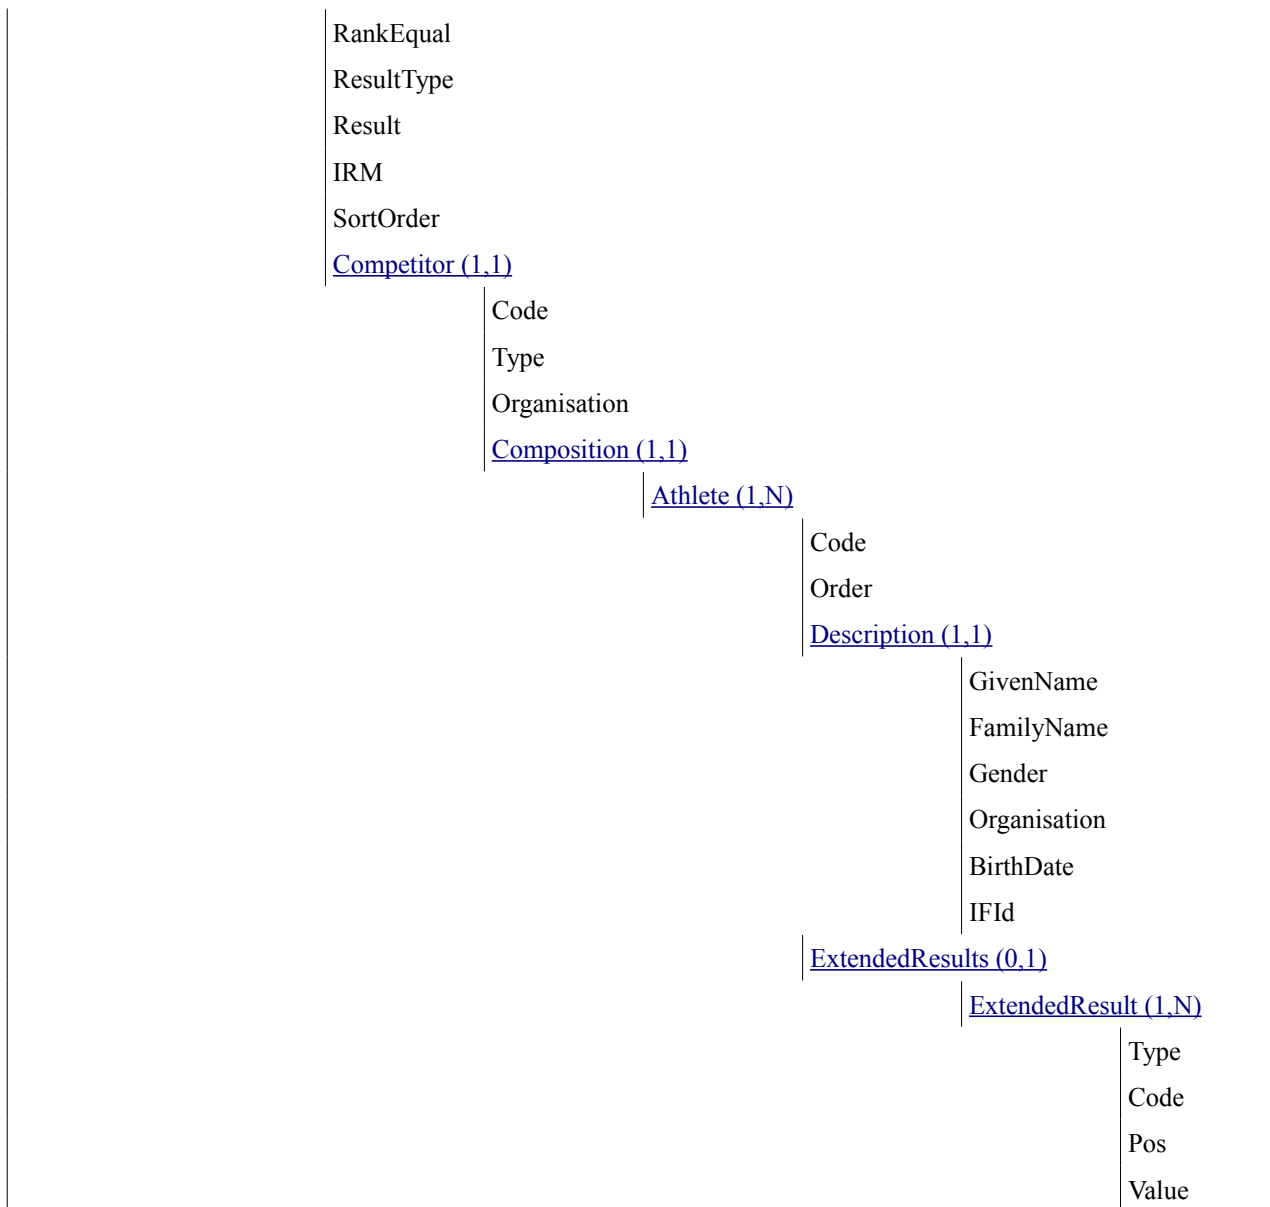 RankEqual
ResultType
Result
IRM
SortOrder
Competitor (1,1)
Code
Type
Organisation
Composition (1,1)
Athlete (1,N)
Code
Order
Description (1,1)
GivenName
FamilyName
Gender
Organisation
BirthDate
IFId
ExtendedResults (0,1)
ExtendedResult (1,N)
Type
Code
Pos
Value